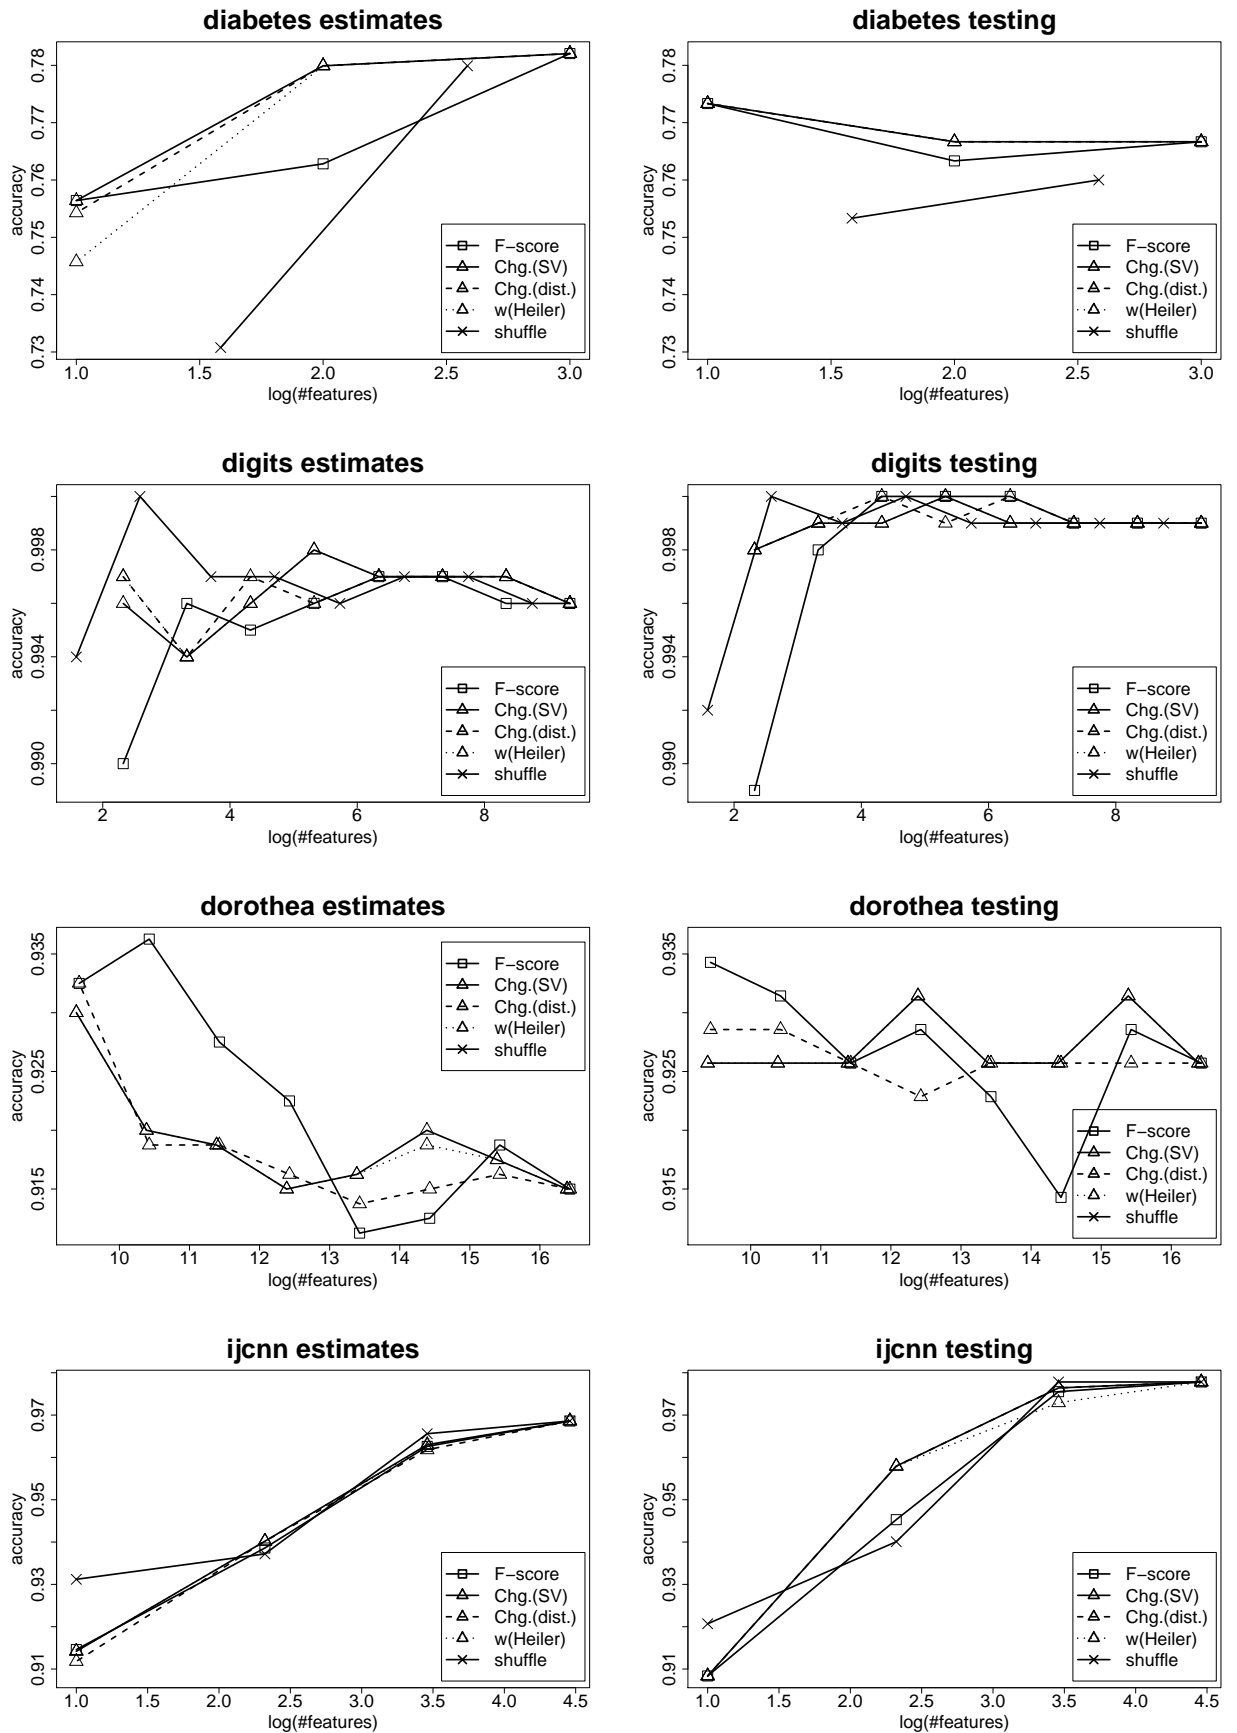 diabetes estimates
accuracy
0.73 0.74 0.75 0.76 0.77 0.78
F−score
Chg.(SV)
Chg.(dist.)
w(Heiler)
shuffle
1.0 1.5 2.0 2.5 3.0
log(#features)
diabetes testing
accuracy
0.73 0.74 0.75 0.76 0.77 0.78
F−score
Chg.(SV)
Chg.(dist.)
w(Heiler)
shuffle
1.0 1.5 2.0 2.5 3.0
log(#features)
digits estimates
accuracy
0.990 0.994 0.998
F−score
Chg.(SV)
Chg.(dist.)
w(Heiler)
shuffle
2 4 6 8
log(#features)
digits testing
accuracy
0.990 0.994 0.998
F−score
Chg.(SV)
Chg.(dist.)
w(Heiler)
shuffle
2 4 6 8
log(#features)
dorothea estimates
accuracy
0.915 0.925 0.935
F−score
Chg.(SV)
Chg.(dist.)
w(Heiler)
shuffle
10 11 12 13 14 15 16
log(#features)
dorothea testing
accuracy
0.915 0.925 0.935
F−score
Chg.(SV)
Chg.(dist.)
w(Heiler)
shuffle
10 11 12 13 14 15 16
log(#features)
ijcnn estimates
accuracy
0.91 0.93 0.95 0.97
F−score
Chg.(SV)
Chg.(dist.)
w(Heiler)
shuffle
1.0 1.5 2.0 2.5 3.0 3.5 4.0 4.5
log(#features)
ijcnn testing
accuracy
0.91 0.93 0.95 0.97
F−score
Chg.(SV)
Chg.(dist.)
w(Heiler)
shuffle
1.0 1.5 2.0 2.5 3.0 3.5 4.0 4.5
log(#features)